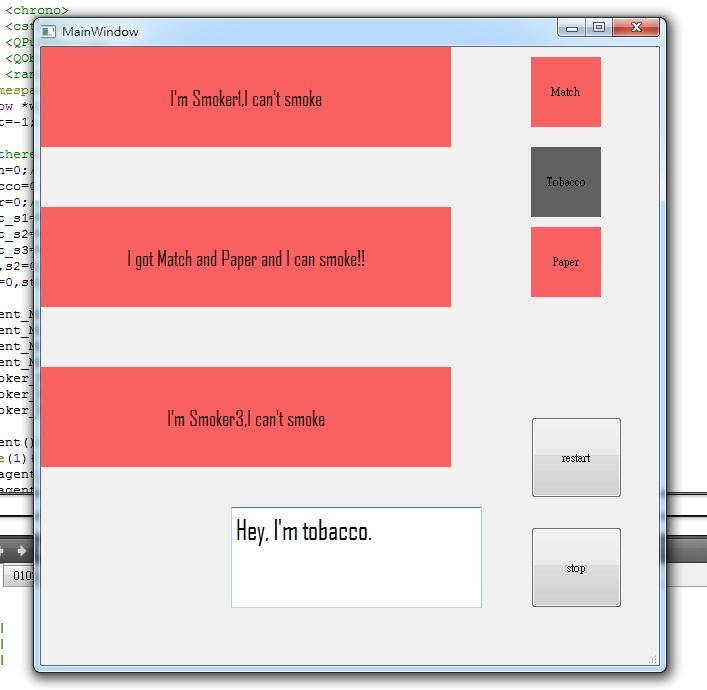 <chrono>
MainWindow
I'm Smoker1,I can't smoke
Match
Tobacco
I got Match and Paper and I can smoke!!
Paper
I'm Smoker3,I can't smoke
restart
Hey, I'm tobacco.
stop